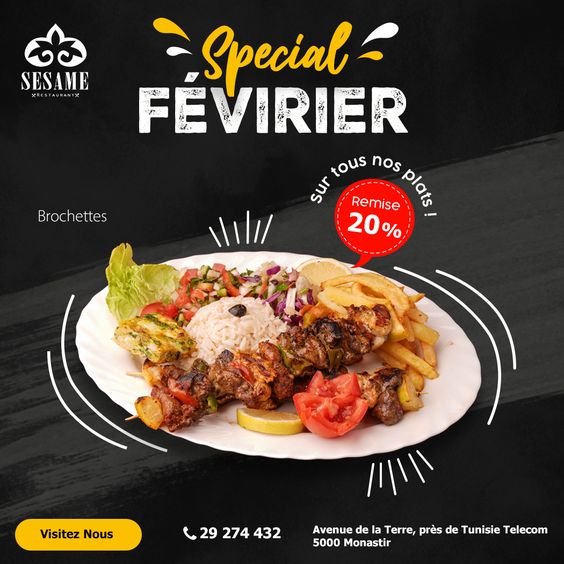 SESAME
RESTAURANT
Special
FÉVIRIER
Sur tous nos plats !
Remise
20%
Brochettes
Visitez Nous
29 274 432
Avenue de la Terre, près de Tunisie Telecom
5000 Monastir